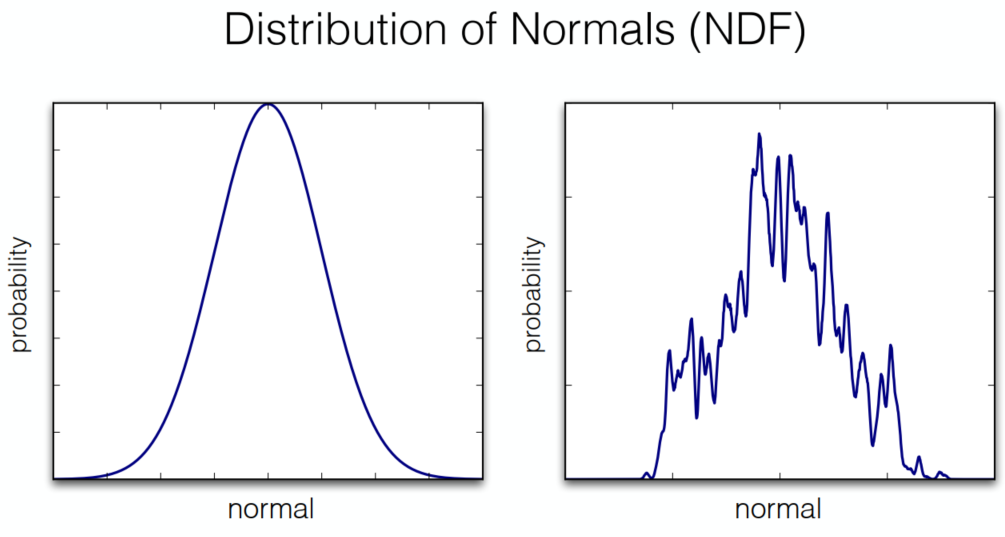 Distribution of Normals (NDF)
probability
normal
probability
normal